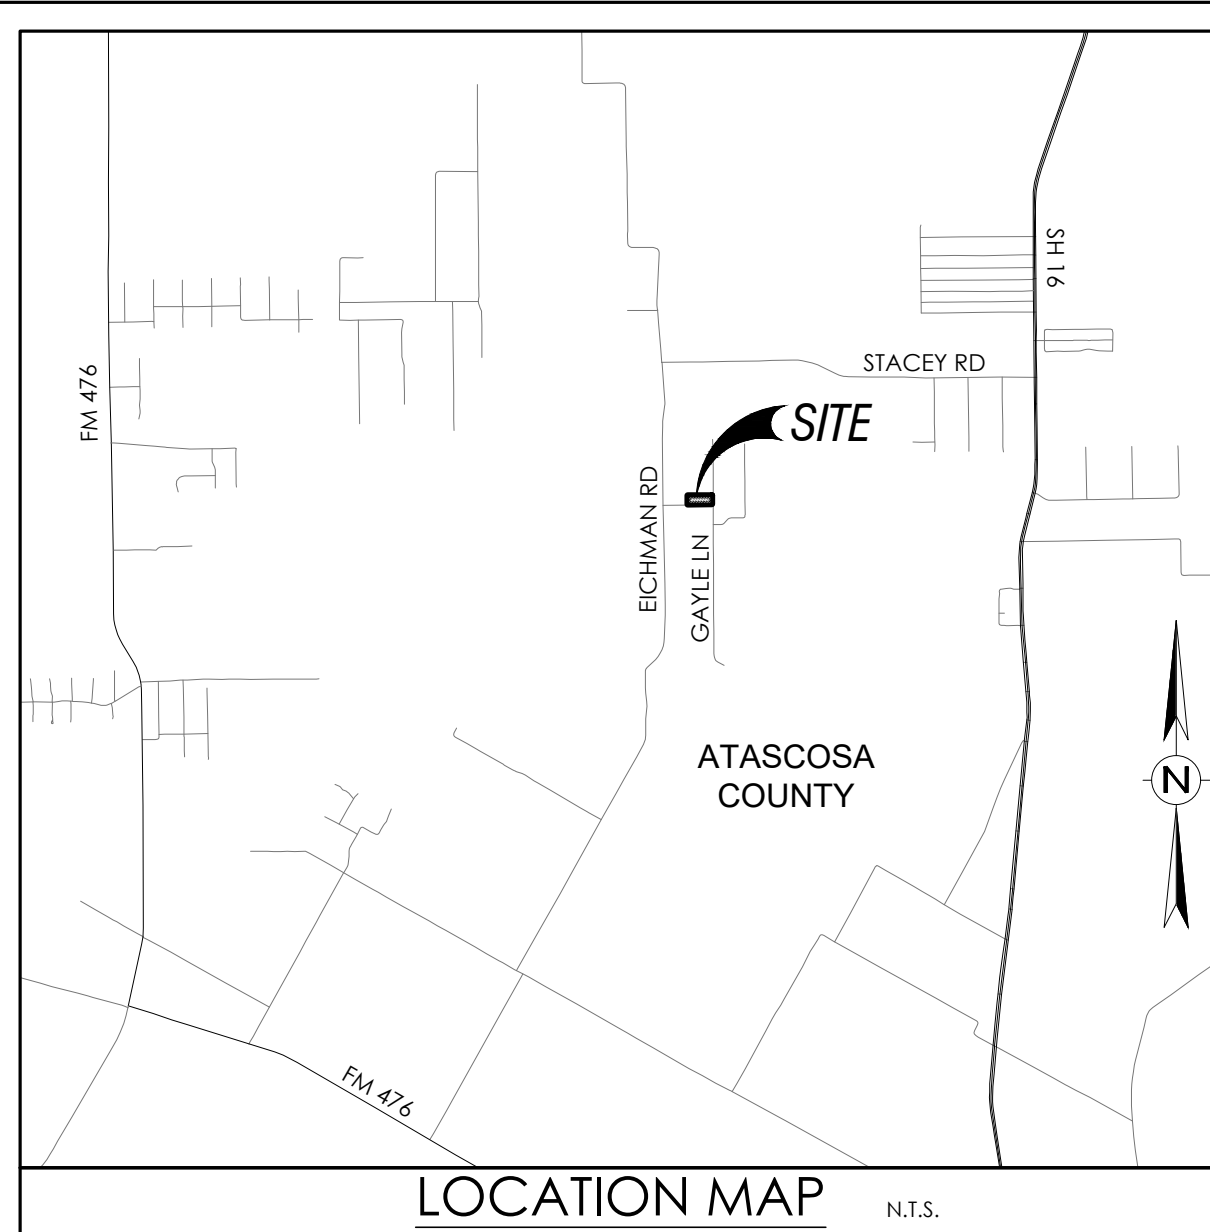 SH 16
STACEY RD
FM 476
SITE
EICHMAN RD
GAYLE LN
ATASCOSA
COUNTY
N
FM 476
LOCATION MAP
N.T.S.